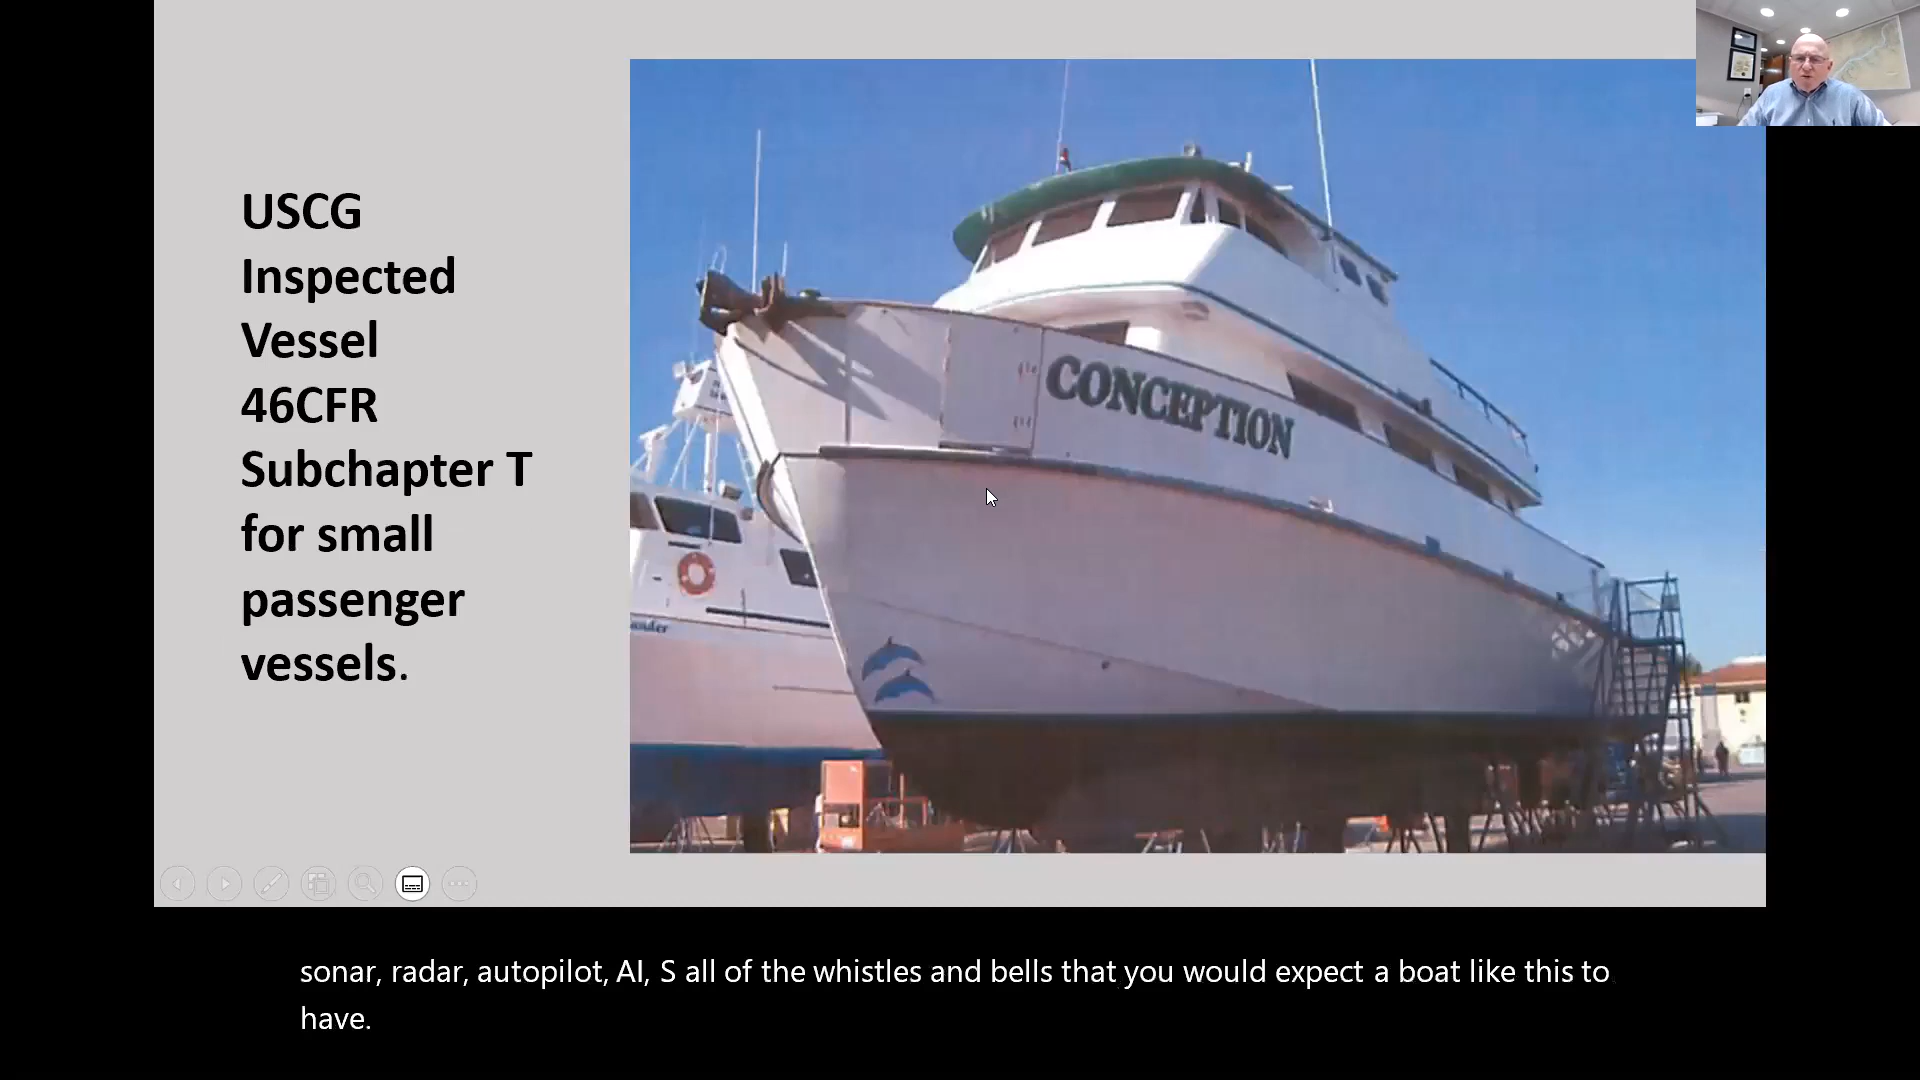 USCG
Inspected
Vessel
46CFR
Subchapter T
for small
passenger
vessels.
CONCEPTION
sonar, radar, autopilot, AI, S all of the whistles and bells that you would expect a boat like this to
have.